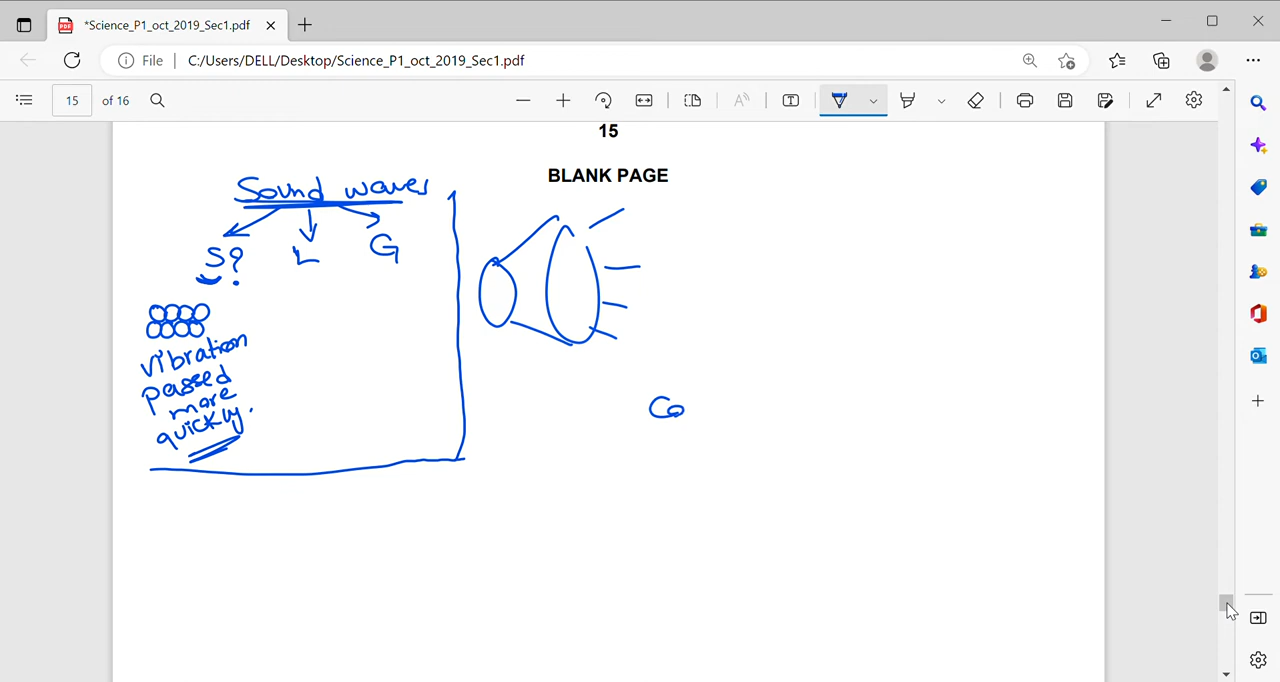 *Science_P1_oct_2019_Sec1.pdf
File C:/Users/DELL/Desktop/Science_P1_oct_2019_Sec1.pdf
15 of 16
15
BLANK PAGE
Sound waves
S? L G
vibration
passed
more
quickly.
Co